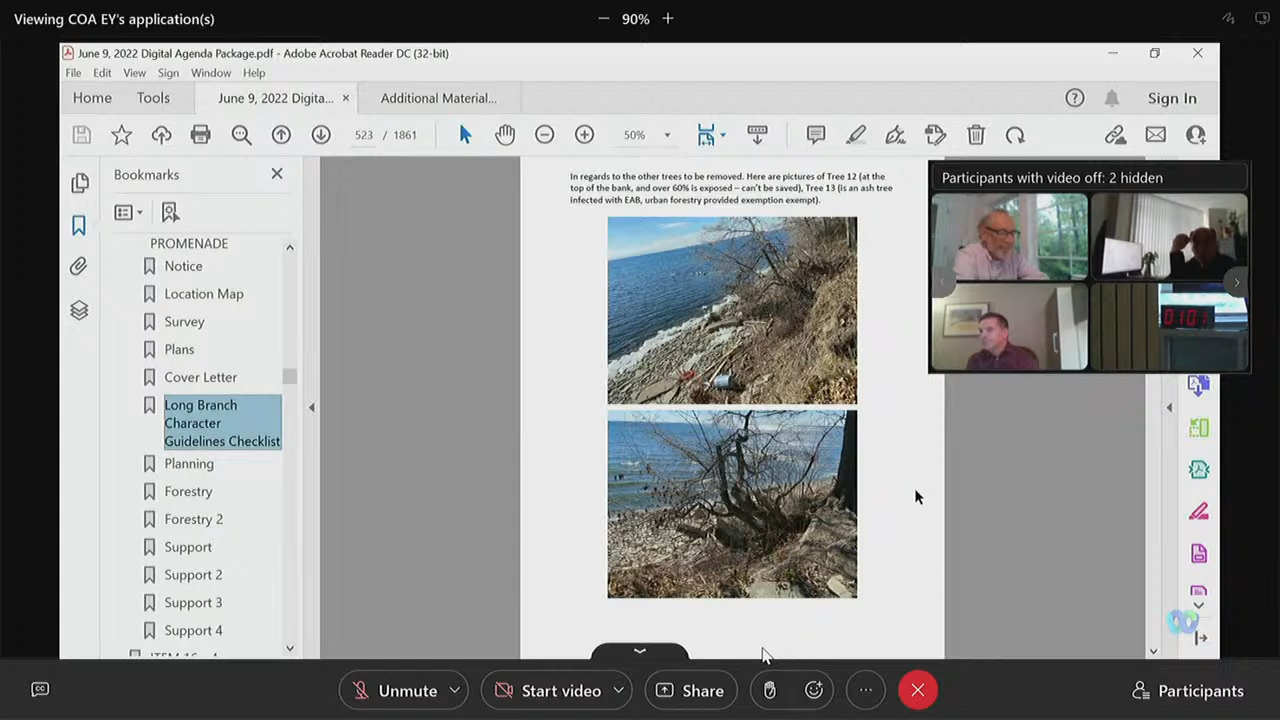 Viewing COA EY's application(s)
90%
June 9, 2022 Digital Agenda Package.pdf - Adobe Acrobat Reader DC (32-bit)
File Edit View Sign Window Help
Home Tools June 9, 2022 Digita... × Additional Material... Sign In
523 / 1861 50%
Bookmarks
PROMENADE
Notice
Location Map
Survey
Plans
Cover Letter
Long Branch
Character
Guidelines Checklist
Planning
Forestry
Forestry 2
Support
Support 2
Support 3
Support 4
In regards to the other trees to be removed. Here are pictures of Tree 12 (at the
top of the bank, and over 60% is exposed – can't be saved), Tree 13 (is an ash tree
infected with EAB, urban forestry provided exemption exempt).
Participants with video off: 2 hidden
0101
Unmute Start video Share Participants